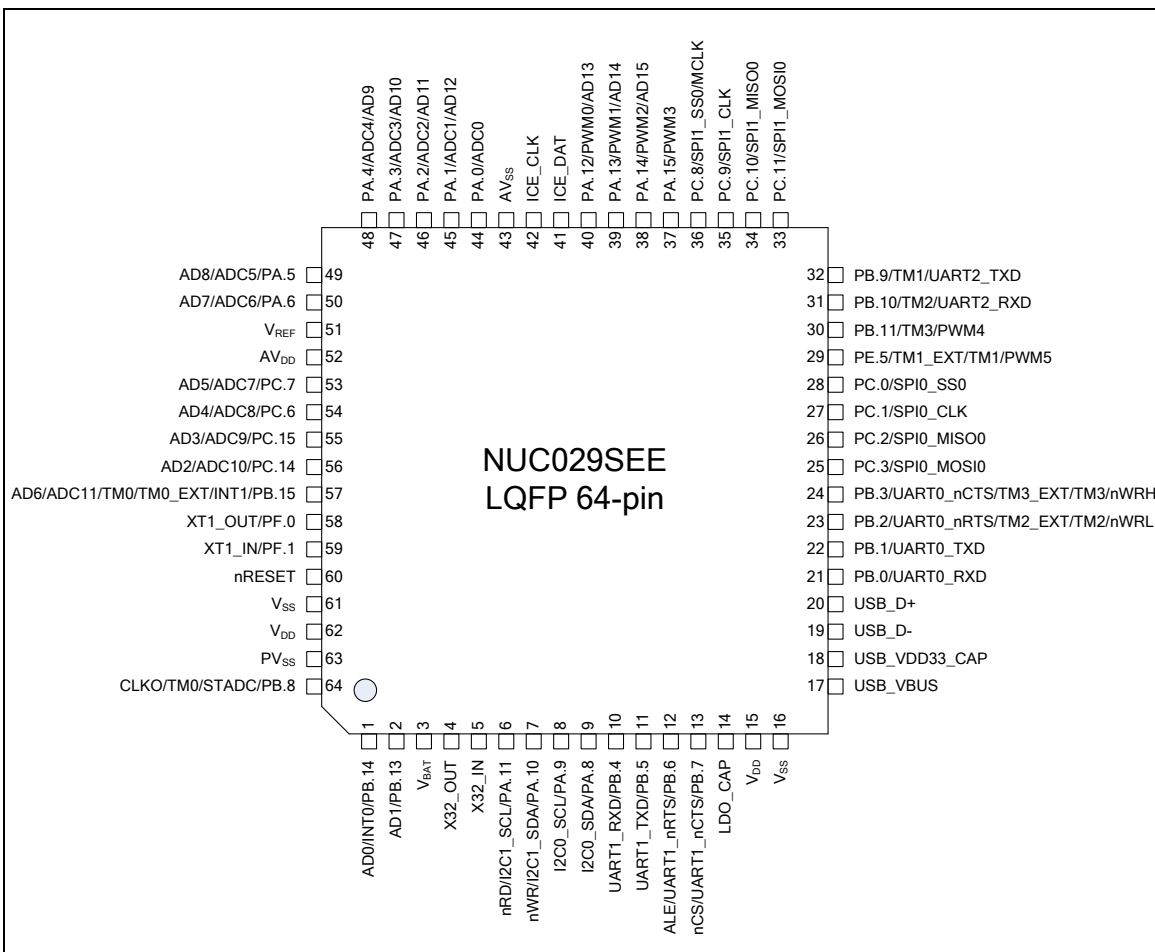 PA.4/ADC4/AD9
PA.3/ADC3/AD10
PA.2/ADC2/AD11
PA.1/ADC1/AD12
PA.0/ADC0
AVSS
ICE_CLK
ICE_DAT
PA.12/PWM0/AD13
PA.13/PWM1/AD14
PA.14/PWM2/AD15
PA.15/PWM3
PC.8/SPI1_SS0/MCLK
PC.9/SPI1_CLK
PC.10/SPI1_MISO0
PC.11/SPI1_MOSI0
48 47 46 45 44 43 42 41 40 39 38 37 36 35 34 33
AD8/ADC5/PA.5 49
AD7/ADC6/PA.6 50
VREF 51
AVDD 52
AD5/ADC7/PC.7 53
AD4/ADC8/PC.6 54
AD3/ADC9/PC.15 55
AD2/ADC10/PC.14 56
AD6/ADC11/TM0/TM0_EXT/INT1/PB.15 57
XT1_OUT/PF.0 58
XT1_IN/PF.1 59
nRESET 60
VSS 61
VDD 62
PVSS 63
CLKO/TM0/STADC/PB.8 64
NUC029SEE
LQFP 64-pin
32 PB.9/TM1/UART2_TXD
31 PB.10/TM2/UART2_RXD
30 PB.11/TM3/PWM4
29 PE.5/TM1_EXT/TM1/PWM5
28 PC.0/SPI0_SS0
27 PC.1/SPI0_CLK
26 PC.2/SPI0_MISO0
25 PC.3/SPI0_MOSI0
24 PB.3/UART0_nCTS/TM3_EXT/TM3/nWRH
23 PB.2/UART0_nRTS/TM2_EXT/TM2/nWRL
22 PB.1/UART0_TXD
21 PB.0/UART0_RXD
20 USB_D+
19 USB_D-
18 USB_VDD33_CAP
17 USB_VBUS
1 2 3 4 5 6 7 8 9 10 11 12 13 14 15 16
AD0/INT0/PB.14
AD1/PB.13
VBAT
X32_OUT
X32_IN
nRD/I2C1_SCL/PA.11
nWR/I2C1_SDA/PA.10
I2C0_SCL/PA.9
I2C0_SDA/PA.8
UART1_RXD/PB.4
UART1_TXD/PB.5
ALE/UART1_nRTS/PB.6
nCS/UART1_nCTS/PB.7
LDO_CAP
VDD
VSS